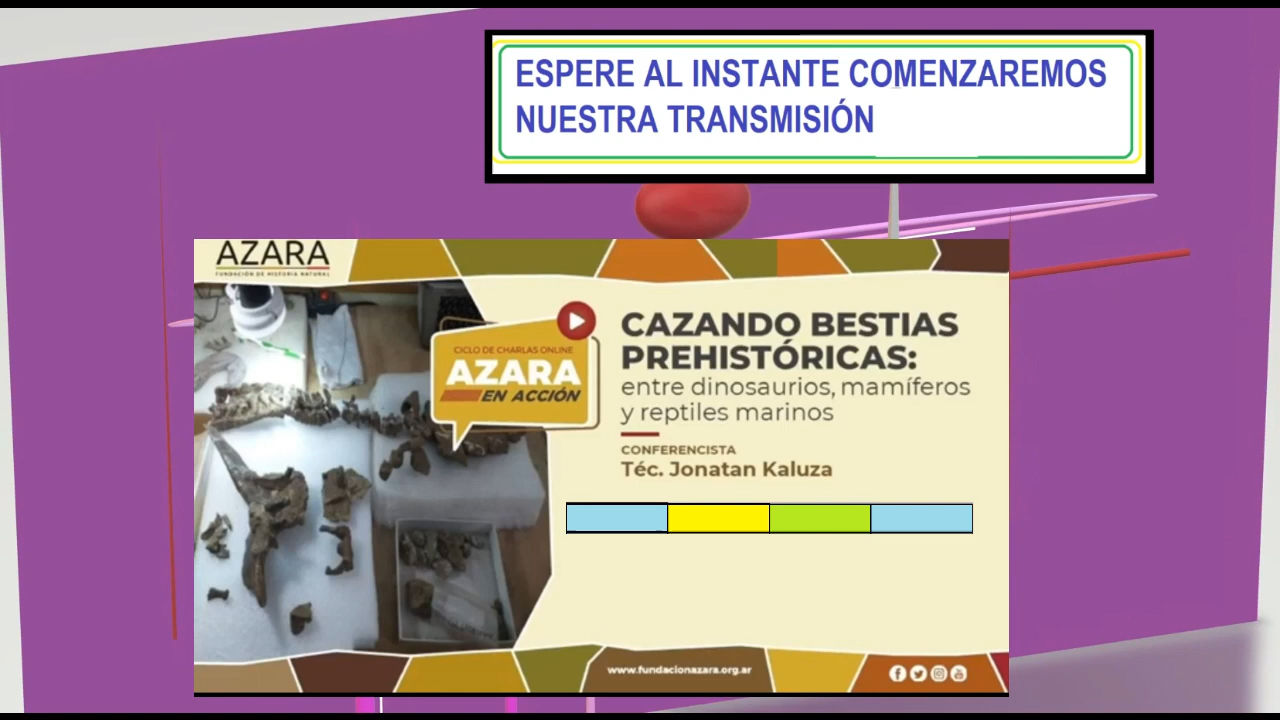 ESPERE AL INSTANTE COMENZAREMOS
NUESTRA TRANSMISIÓN
AZARA
FUNDACIÓN DE HISTORIA NATURAL
CICLO DE CHARLAS ONLINE
AZARA
EN ACCIÓN
CAZANDO BESTIAS
PREHISTÓRICAS:
entre dinosaurios, mamíferos
y reptiles marinos
CONFERENCISTA
Téc. Jonatan Kaluza
www.fundacionazara.org.ar